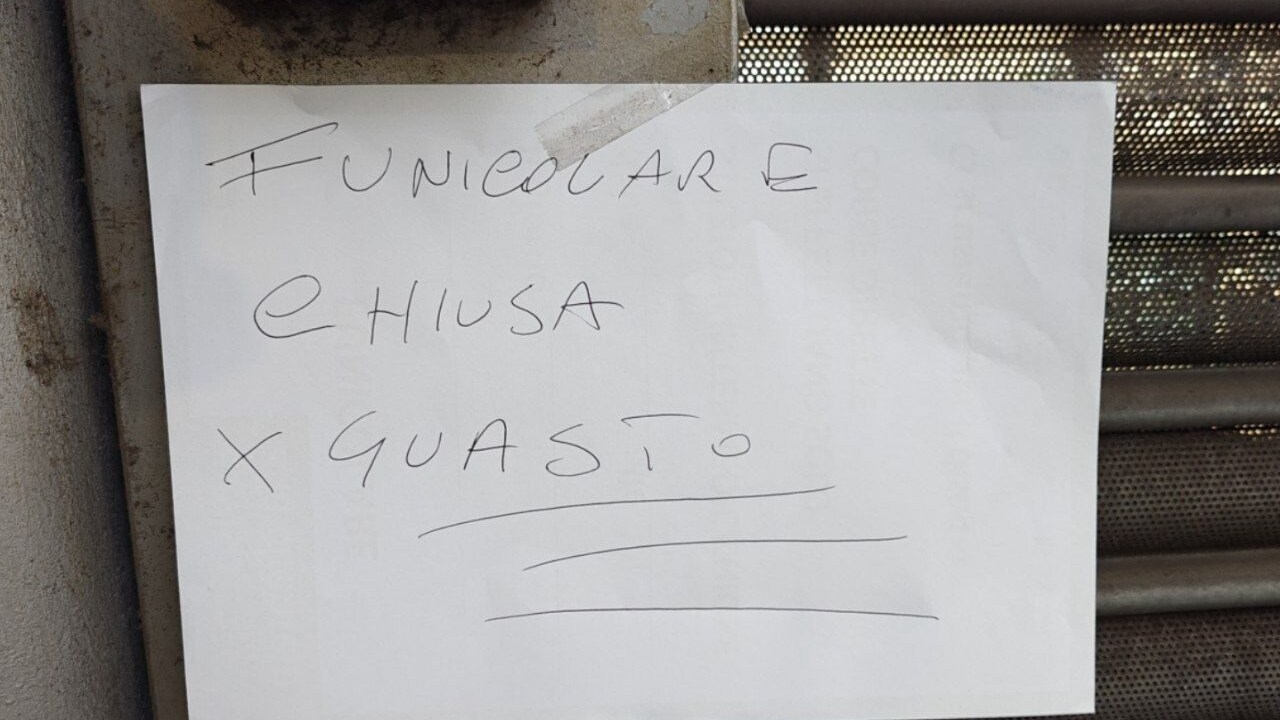 FUNICOLARE
CHIUSA
X GUASTO